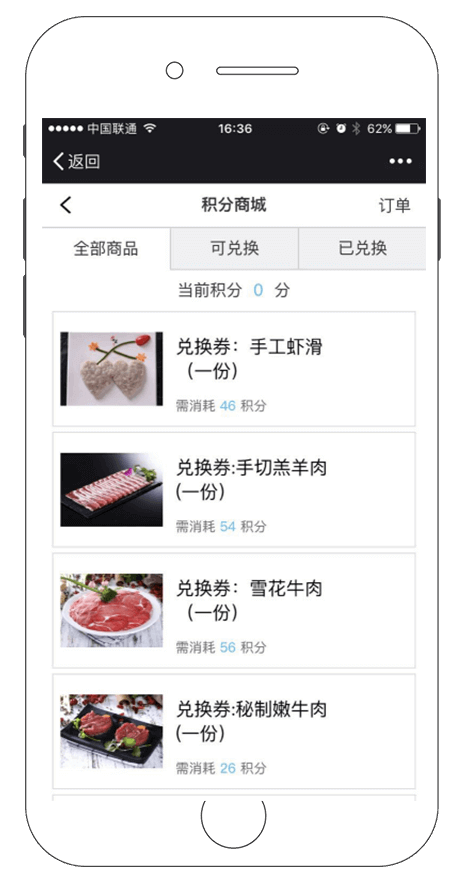 中国联通 16:36 62%
返回
积分商城 订单
全部商品 可兑换 已兑换
当前积分 0 分
兑换券：手工虾滑
（一份）
需消耗 46 积分
兑换券:手切羔羊肉
(一份)
需消耗 54 积分
兑换券：雪花牛肉
（一份）
需消耗 56 积分
兑换券:秘制嫩牛肉
(一份)
需消耗 26 积分